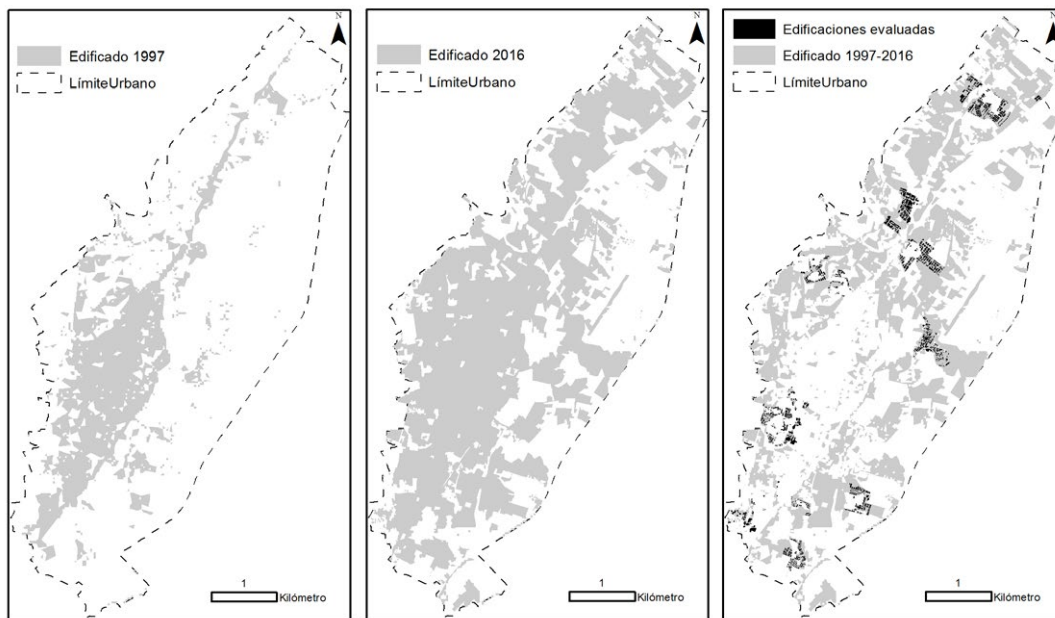 N
Edificado 1997
LímiteUrbano
1
Kilómetro
N
Edificado 2016
LímiteUrbano
1
Kilómetro
N
Edificaciones evaluadas
Edificado 1997-2016
LímiteUrbano
1
Kilómetro